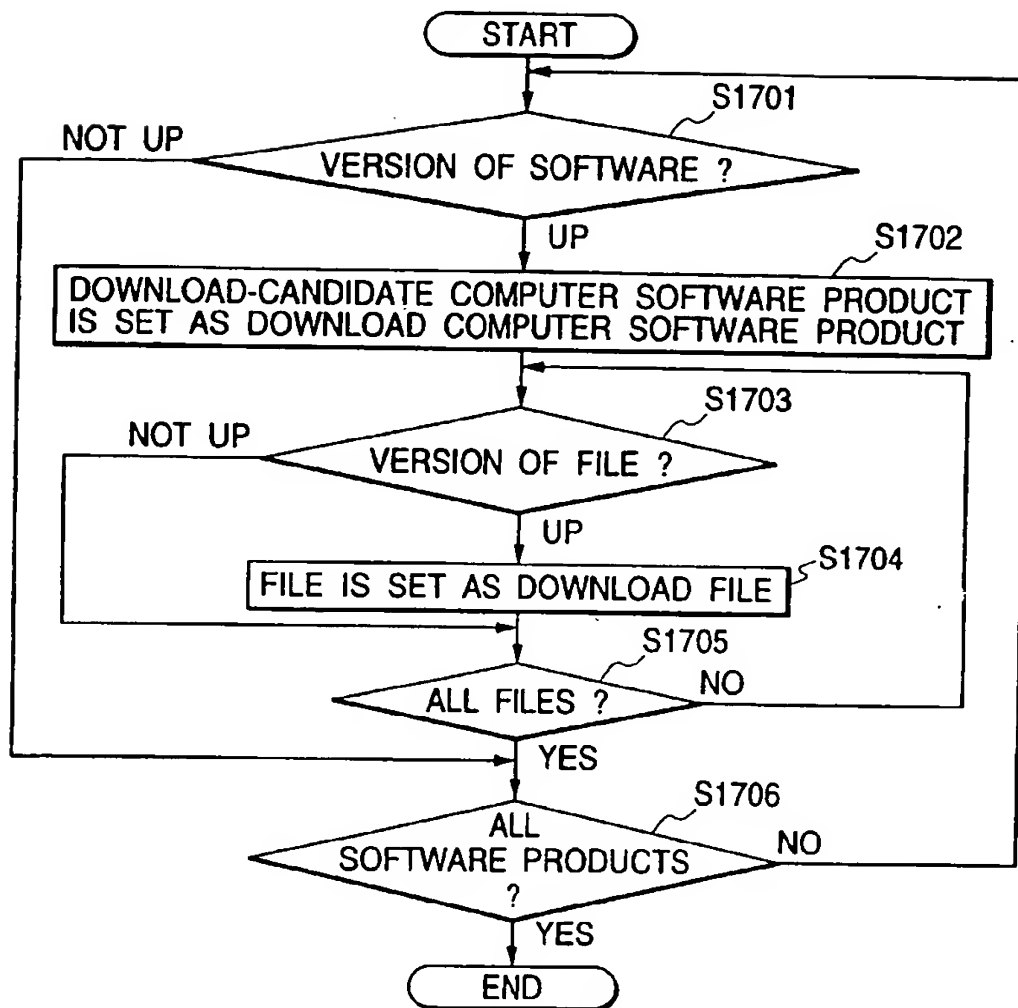 START
S1701
NOT UP
VERSION OF SOFTWARE ?
UP
S1702
DOWNLOAD-CANDIDATE COMPUTER SOFTWARE PRODUCT
IS SET AS DOWNLOAD COMPUTER SOFTWARE PRODUCT
S1703
NOT UP
VERSION OF FILE ?
UP
S1704
FILE IS SET AS DOWNLOAD FILE
S1705
ALL FILES ?
NO
YES
S1706
ALL
SOFTWARE PRODUCTS
?
NO
YES
END